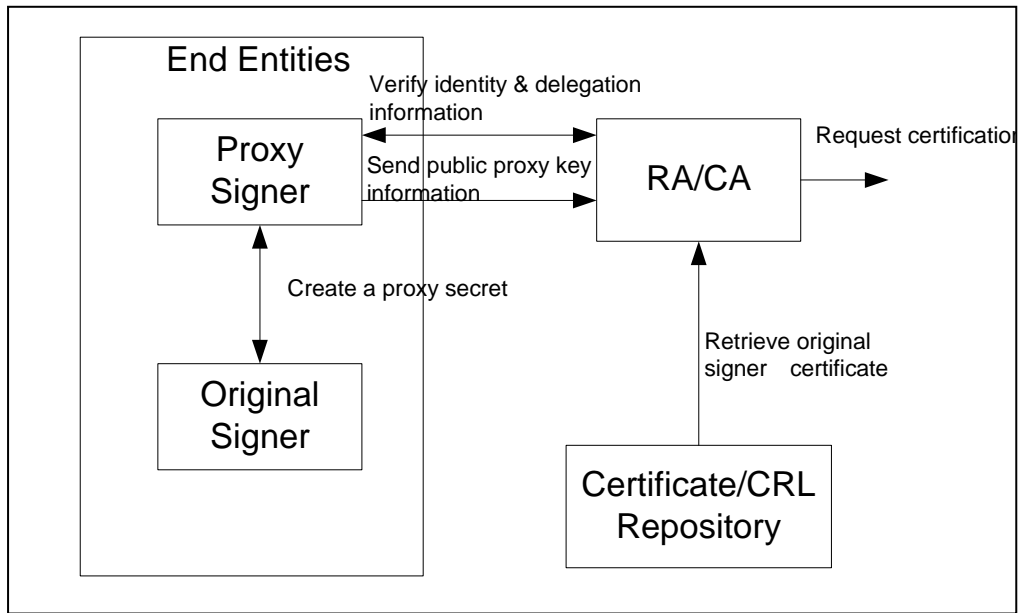 End Entities
Verify identity & delegation
information
Proxy
Signer
Send public proxy key
information
RA/CA
Request certification
Create a proxy secret
Retrieve original
signer certificate
Original
Signer
Certificate/CRL
Repository